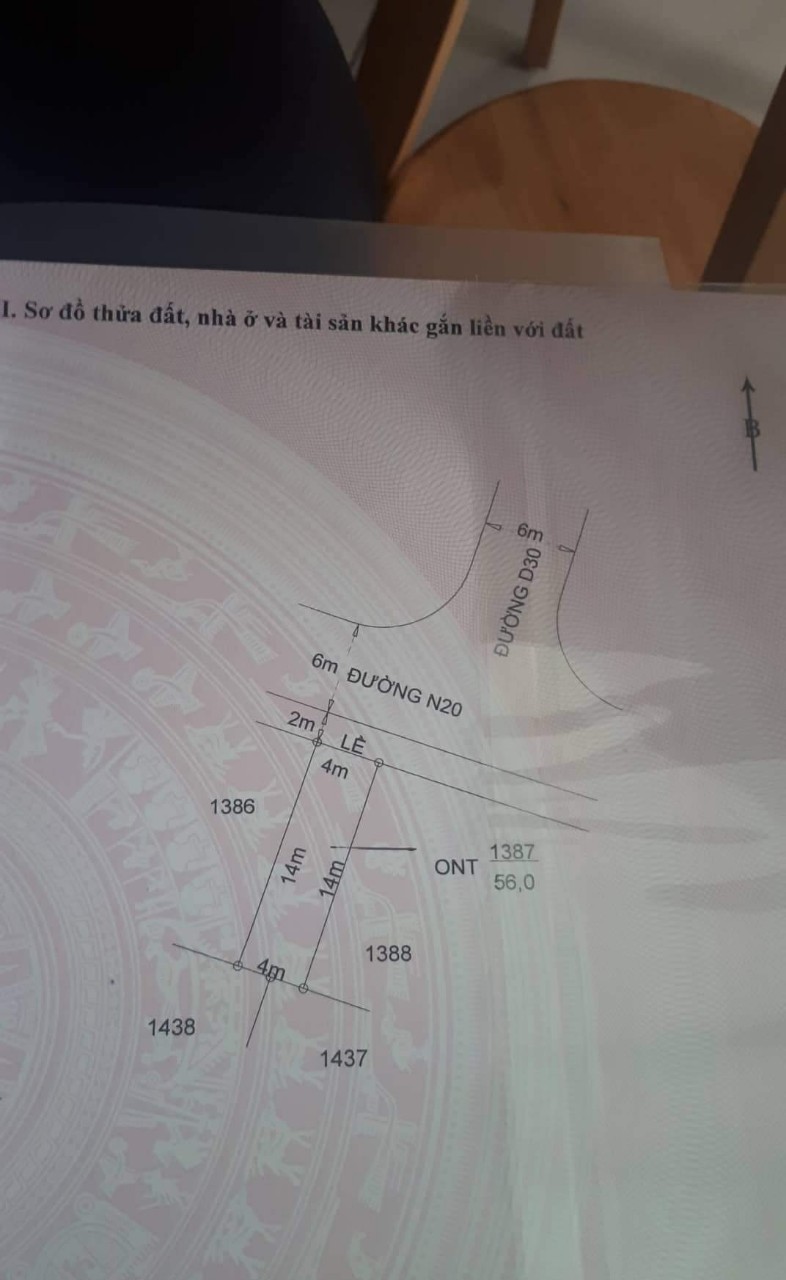 I. Sơ đồ thửa đất, nhà ở và tài sản khác gắn liền với đất
B
6m
ĐƯỜNG D30
6m ĐƯỜNG N20
2m LỀ
4m
1386
14m
14m
ONT 1387
56,0
1388
4m
1438
1437